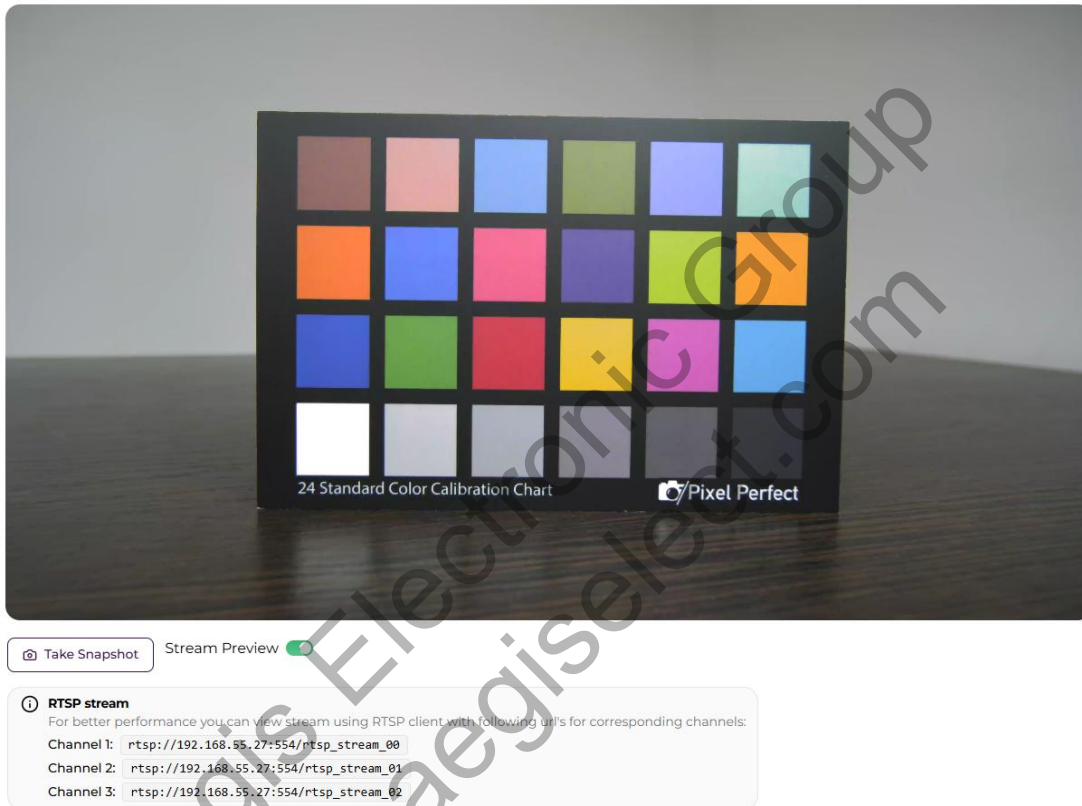 24 Standard Color Calibration Chart
Pixel Perfect
Take Snapshot
Stream Preview
RTSP stream
For better performance you can view stream using RTSP client with following url's for corresponding channels:
Channel 1: rtsp://192.168.55.27:554/rtsp_stream_00
Channel 2: rtsp://192.168.55.27:554/rtsp_stream_01
Channel 3: rtsp://192.168.55.27:554/rtsp_stream_02
gis Electronic Group
aegiselect.com